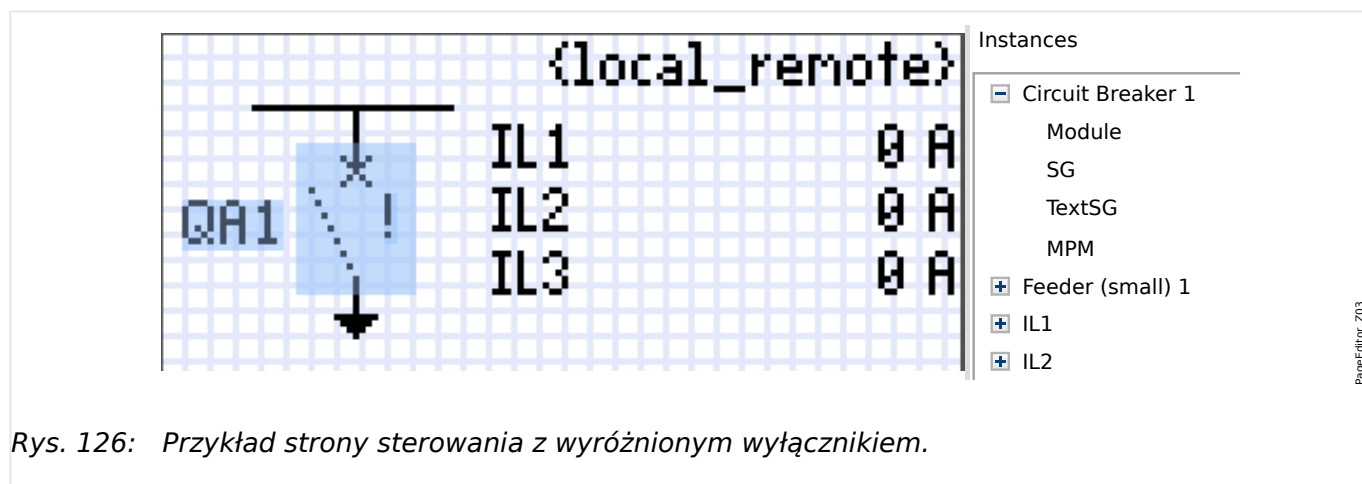 {local_remote}
IL1 0 A
QA1 ! IL2 0 A
IL3 0 A
Instances
Circuit Breaker 1
Module
SG
TextSG
MPM
Feeder (small) 1
IL1
IL2
PageEditor_Z03
Rys. 126: Przykład strony sterowania z wyróżnionym wyłącznikiem.